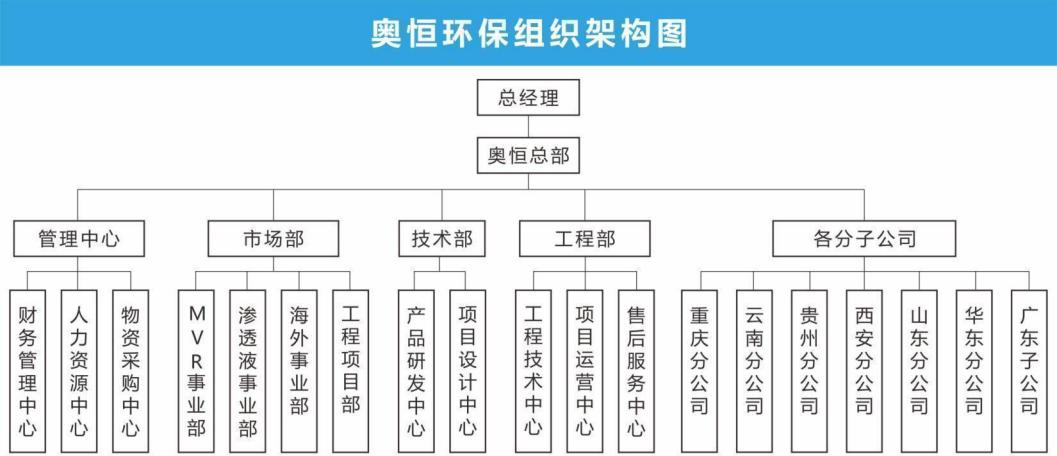 奥恒环保组织架构图
总经理
奥恒总部
管理中心
市场部
技术部
工程部
各分子公司
财务管理中心
人力资源中心
物资采购中心
MVR事业部
渗透液事业部
海外事业部
工程项目部
产品研发中心
项目设计中心
工程技术中心
项目运营中心
售后服务中心
重庆分公司
云南分公司
贵州分公司
西安分公司
山东分公司
华东分公司
广东子公司